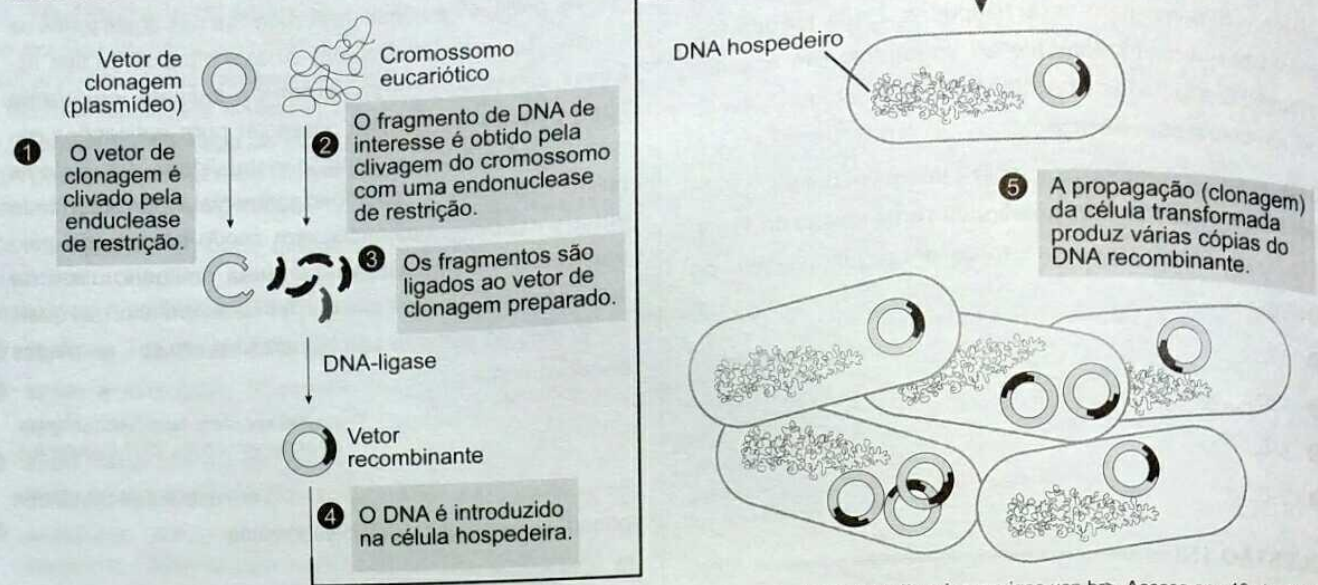 Vetor de
clonagem
(plasmídeo)
Cromossomo
eucariótico
1
O vetor de
clonagem é
clivado pela
enduclease
de restrição.
2
O fragmento de DNA de
interesse é obtido pela
clivagem do cromossomo
com uma endonuclease
de restrição.
3
Os fragmentos são
ligados ao vetor de
clonagem preparado.
DNA-ligase
Vetor
recombinante
4
O DNA é introduzido
na célula hospedeira.
DNA hospedeiro
5
A propagação (clonagem)
da célula transformada
produz várias cópias do
DNA recombinante.